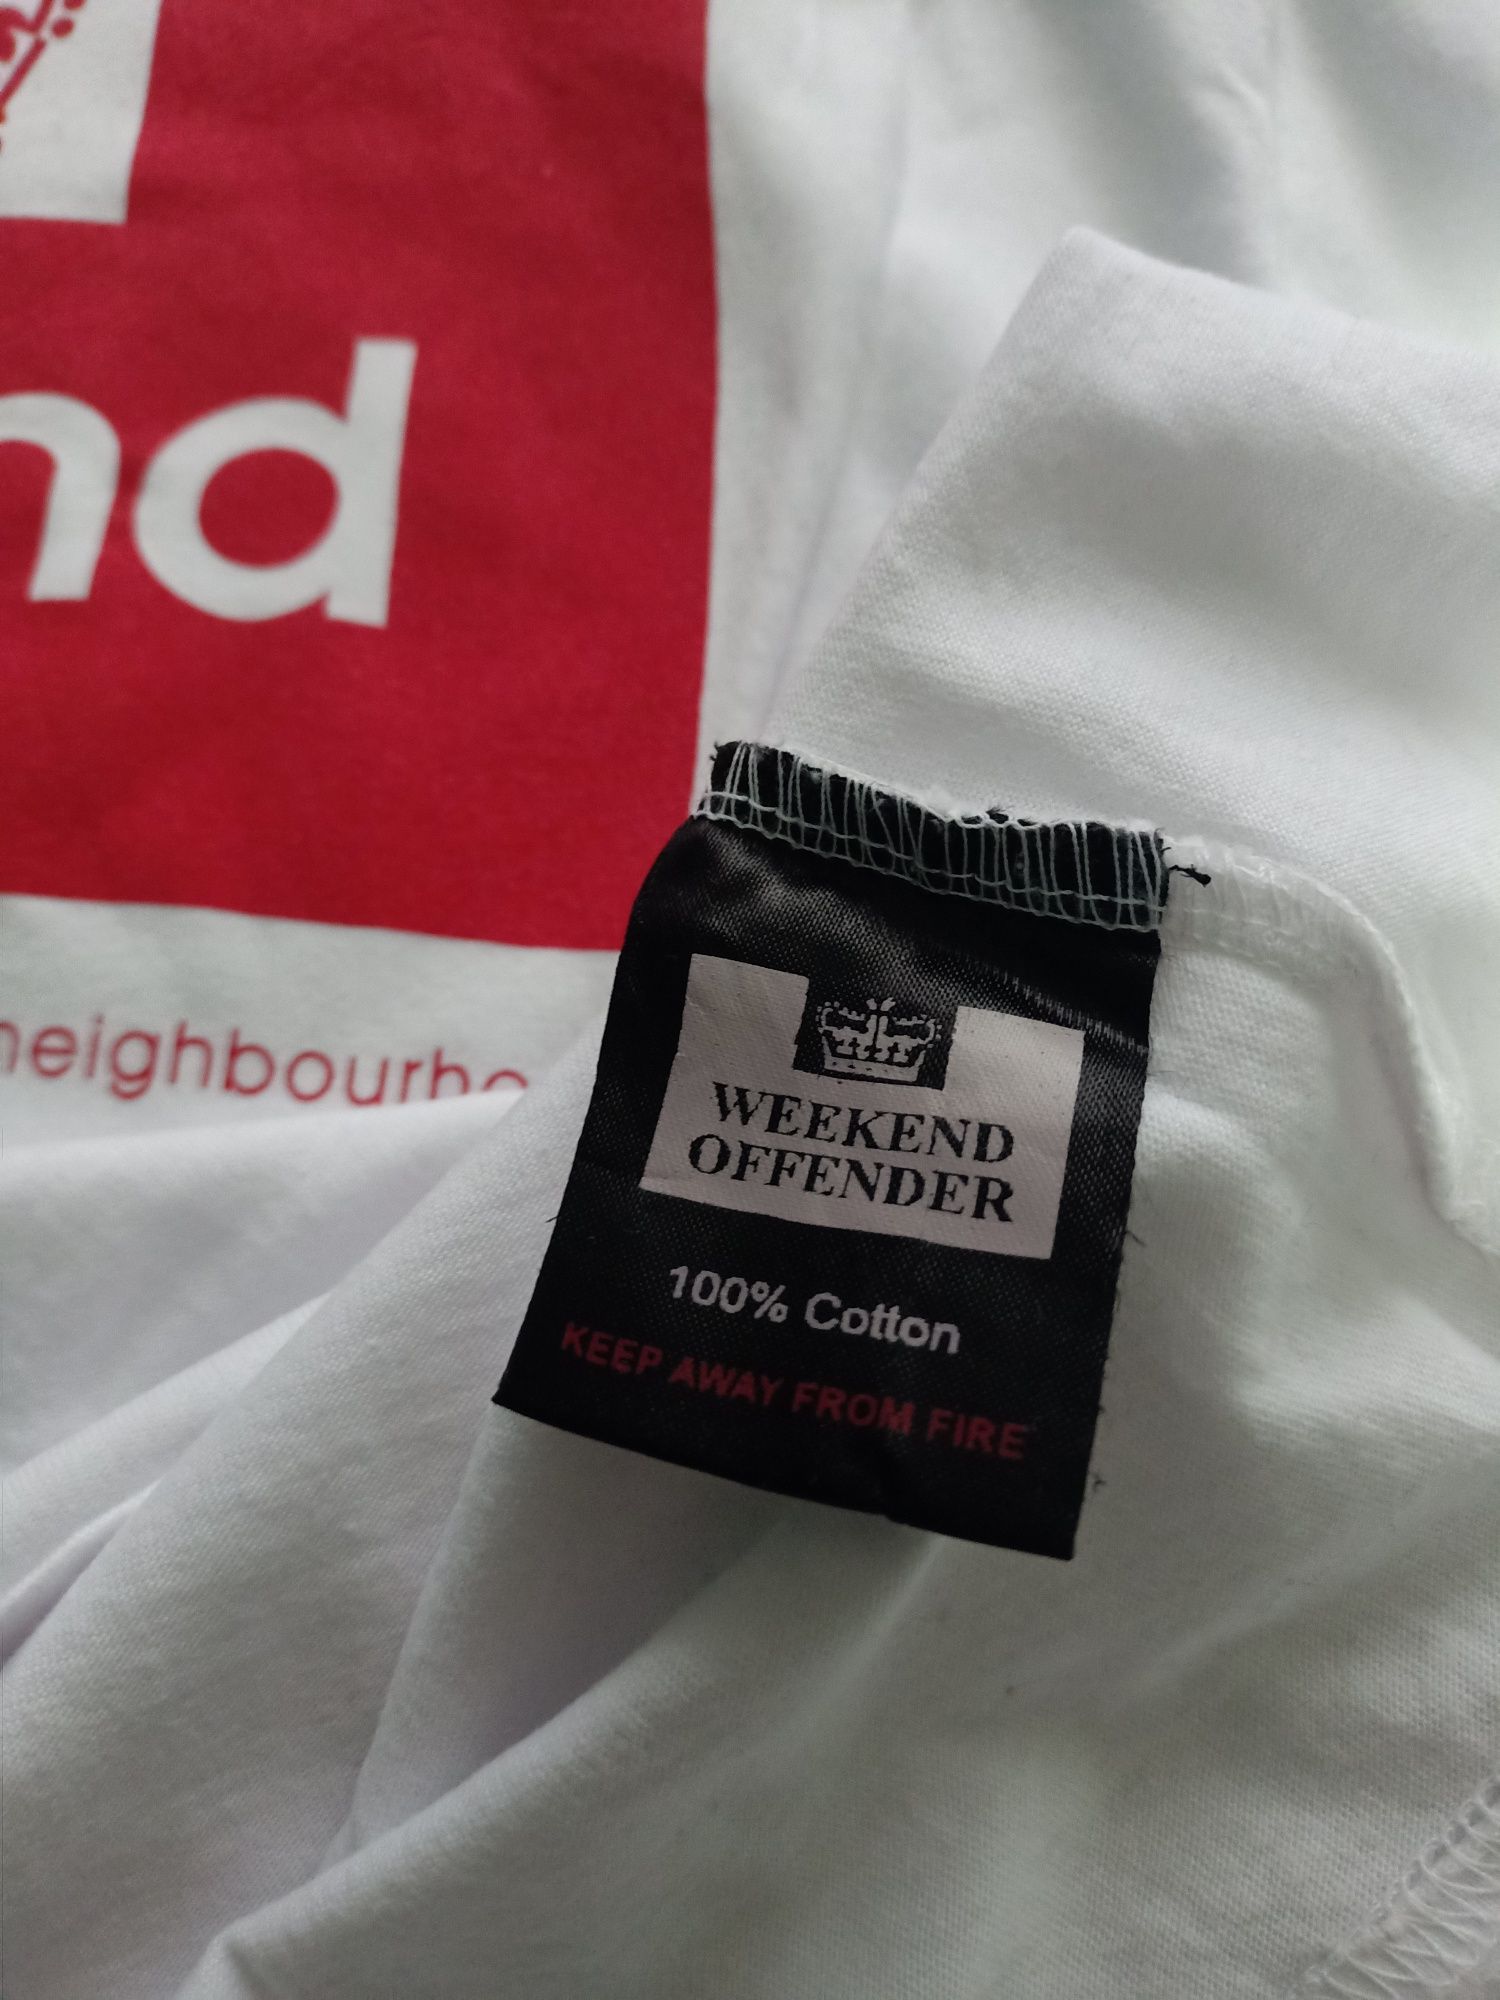 nd
neighbourho
WEEKEND
OFFENDER
100% Cotton
KEEP AWAY FROM FIRE